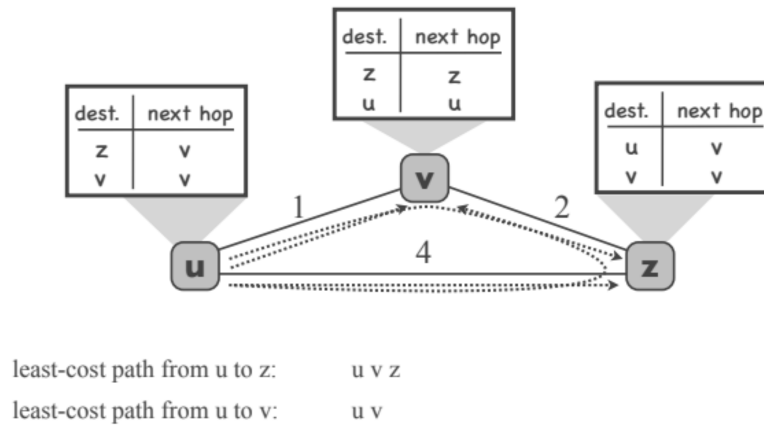 dest. next hop
z z
u u
dest. next hop
z v
v v
dest. next hop
u v
v v
v
1
2
u
4
z
least-cost path from u to z: u v z
least-cost path from u to v: u v